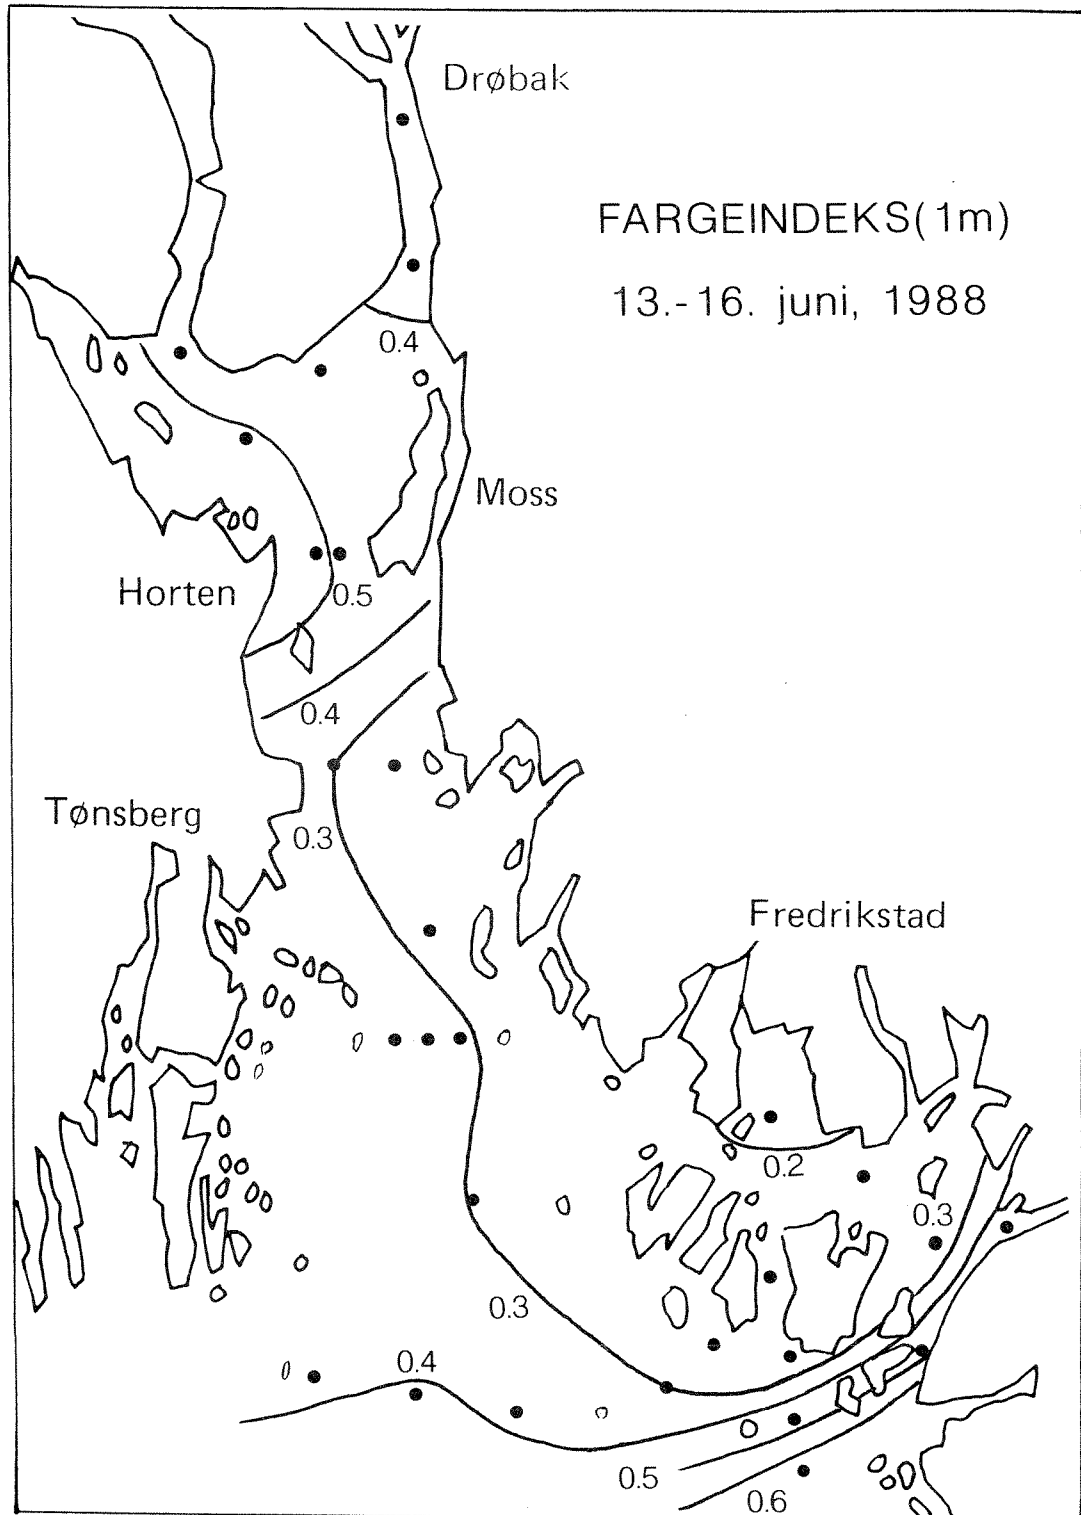 Drøbak
FARGEINDEKS(1m)
13.-16. juni, 1988
0.4
Moss
Horten
0.5
0.4
Tønsberg
0.3
Fredrikstad
0.2
0.3
0.3
0.4
0.5
0.6